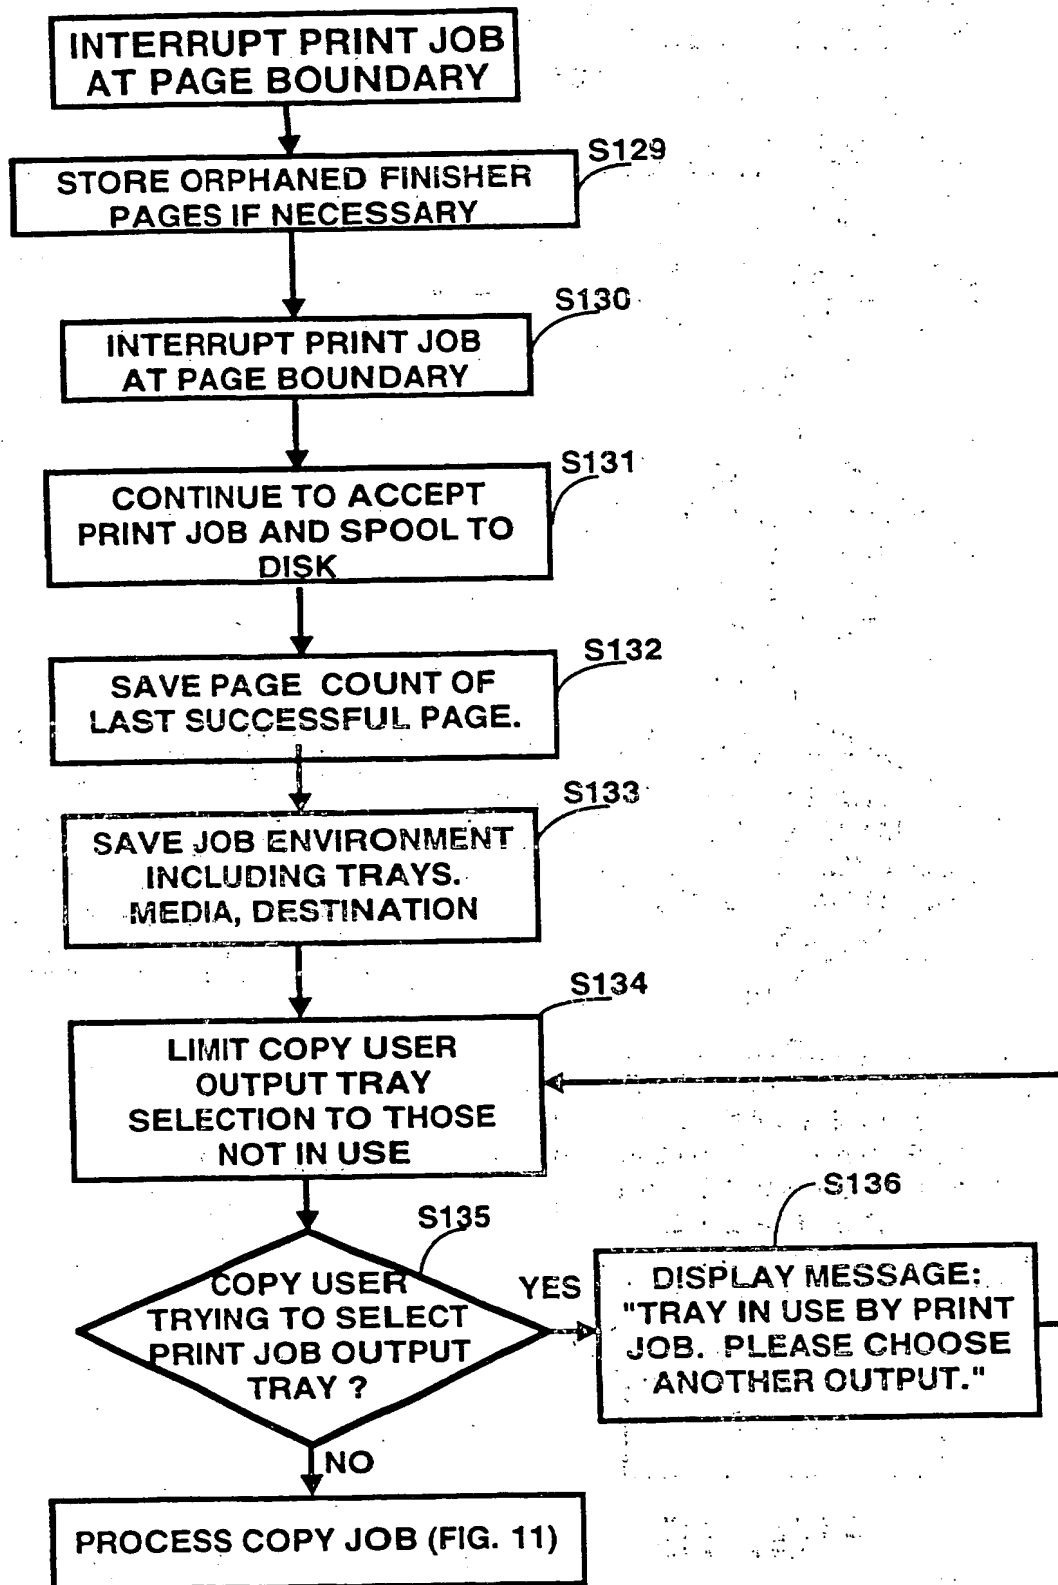 INTERRUPT PRINT JOB
AT PAGE BOUNDARY
S129
STORE ORPHANED FINISHER
PAGES IF NECESSARY
S130
INTERRUPT PRINT JOB
AT PAGE BOUNDARY
S131
CONTINUE TO ACCEPT
PRINT JOB AND SPOOL TO
DISK
S132
SAVE PAGE COUNT OF
LAST SUCCESSFUL PAGE.
S133
SAVE JOB ENVIRONMENT
INCLUDING TRAYS.
MEDIA, DESTINATION
S134
LIMIT COPY USER
OUTPUT TRAY
SELECTION TO THOSE
NOT IN USE
S135
COPY USER
TRYING TO SELECT
PRINT JOB OUTPUT
TRAY ?
YES
S136
DISPLAY MESSAGE:
"TRAY IN USE BY PRINT
JOB. PLEASE CHOOSE
ANOTHER OUTPUT."
NO
PROCESS COPY JOB (FIG. 11)